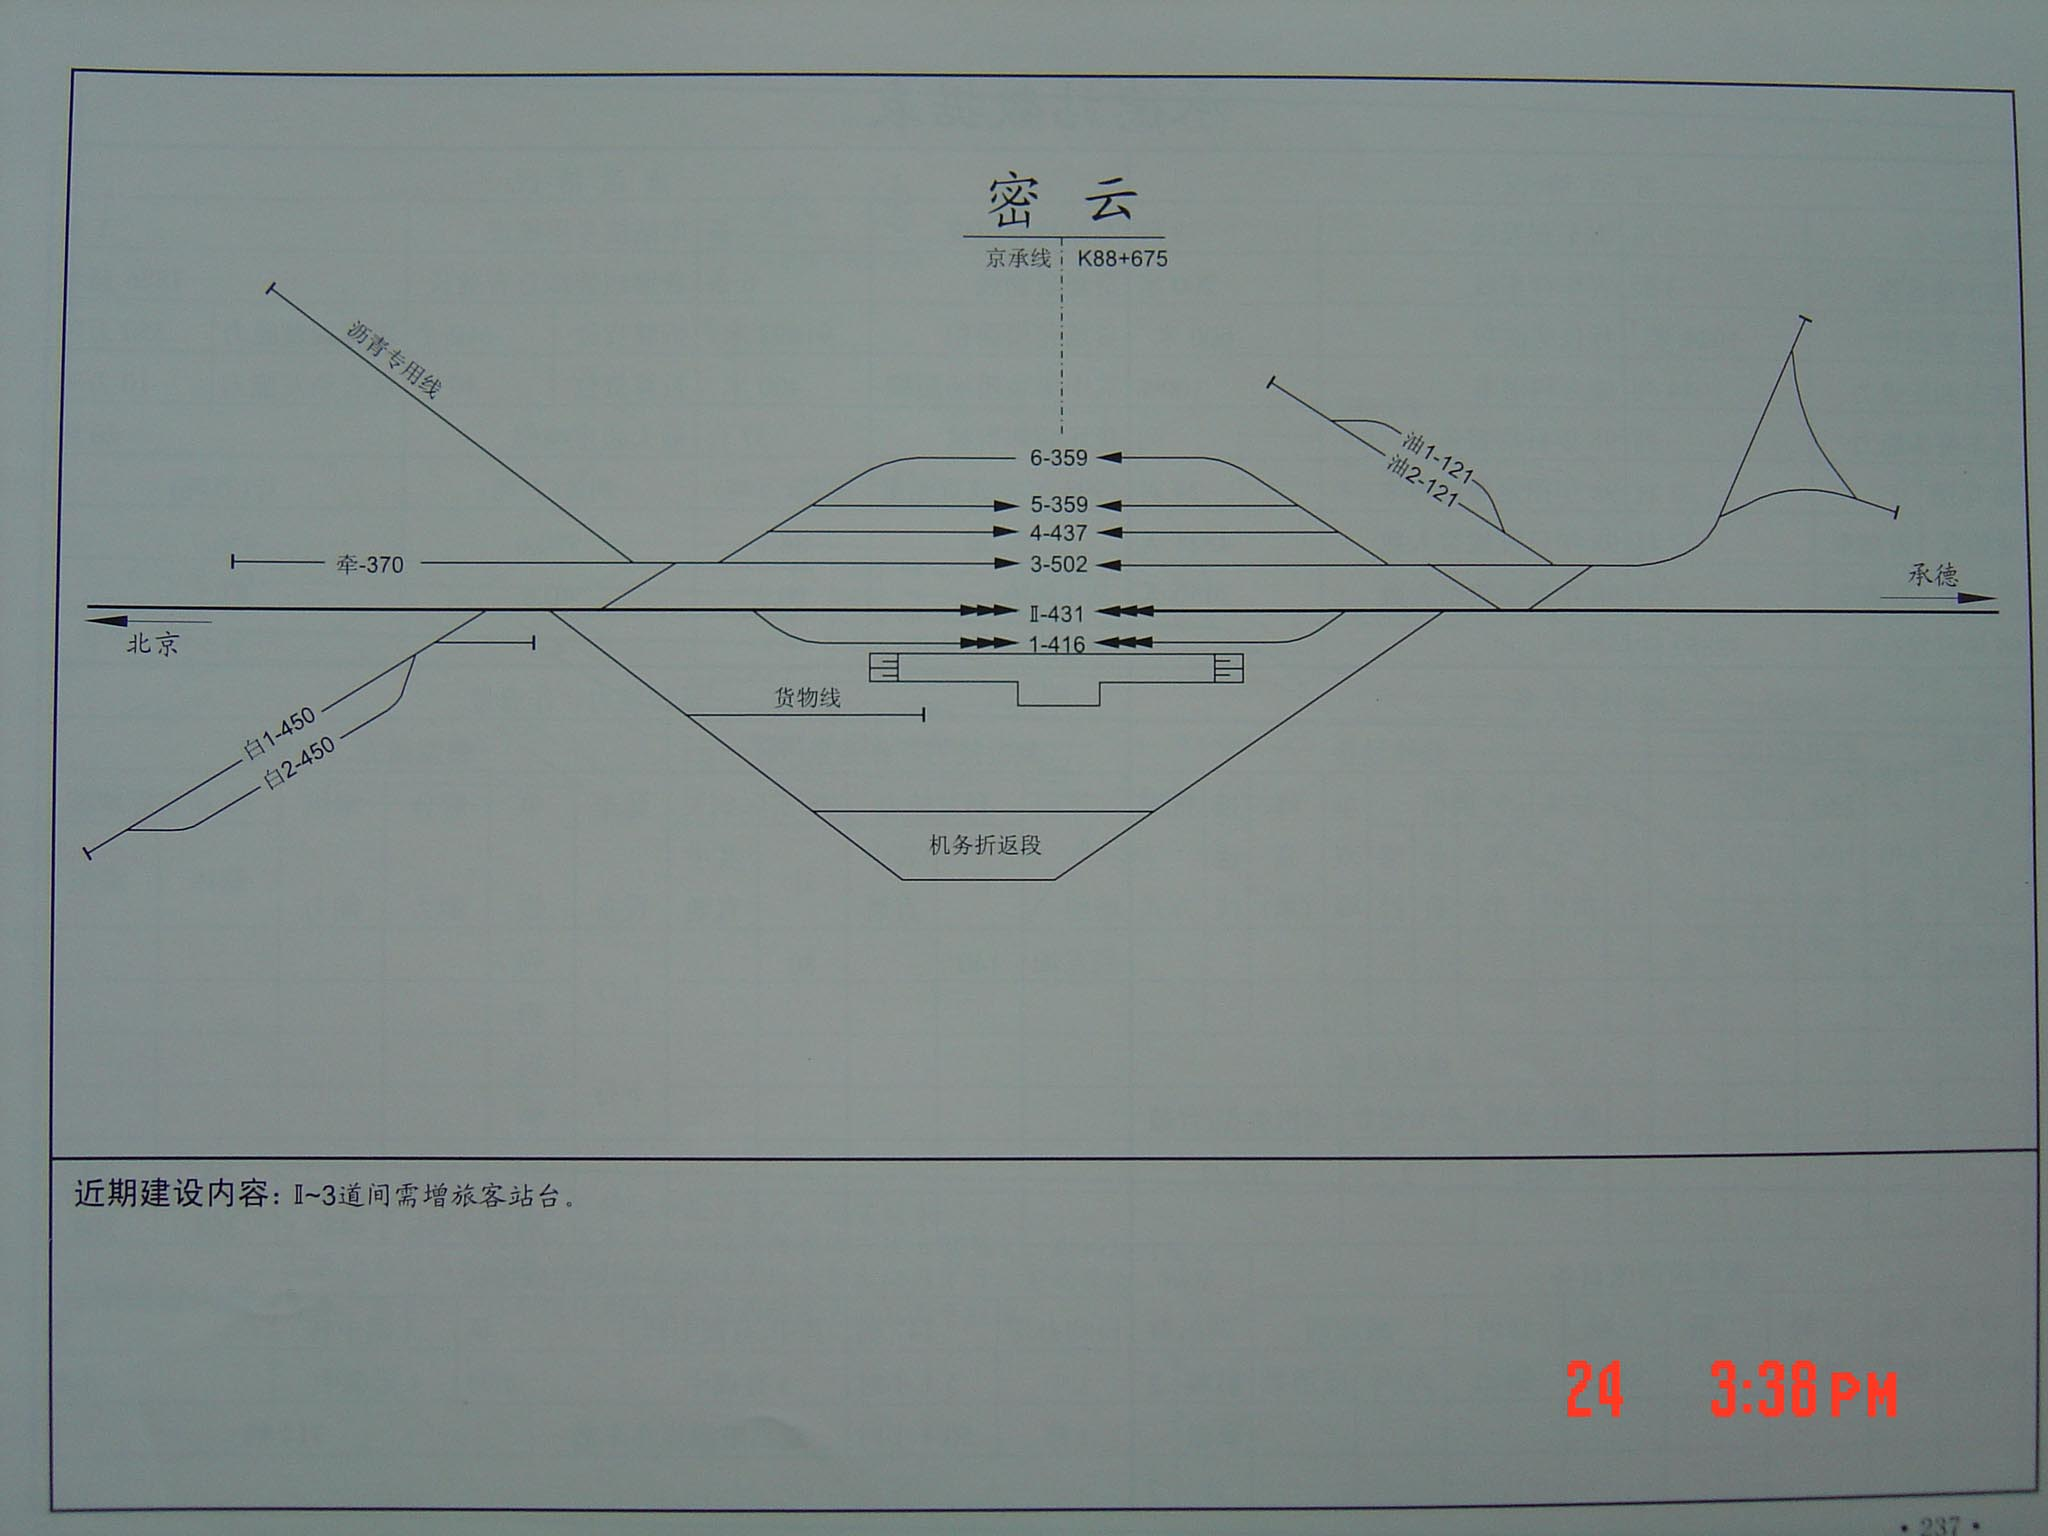 密 云
京承线 K88+675
沥青专用线
6-359
油1-121
油2-121
5-359
4-437
牵-370
3-502
承德
Ⅱ-431
北京
1-416
货物线
白1-450
白2-450
机务折返段
近期建设内容：Ⅱ~3道间需增旅客站台。
24 3:38PM
·237·